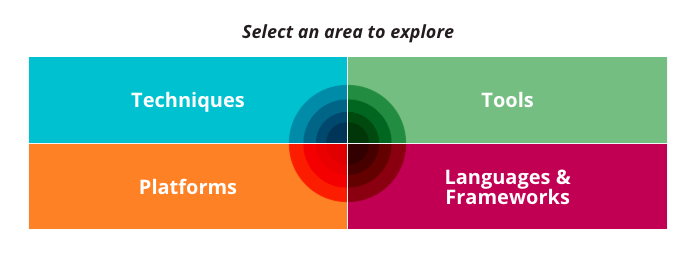 Select an area to explore
Techniques
Tools
Platforms
Languages &
Frameworks